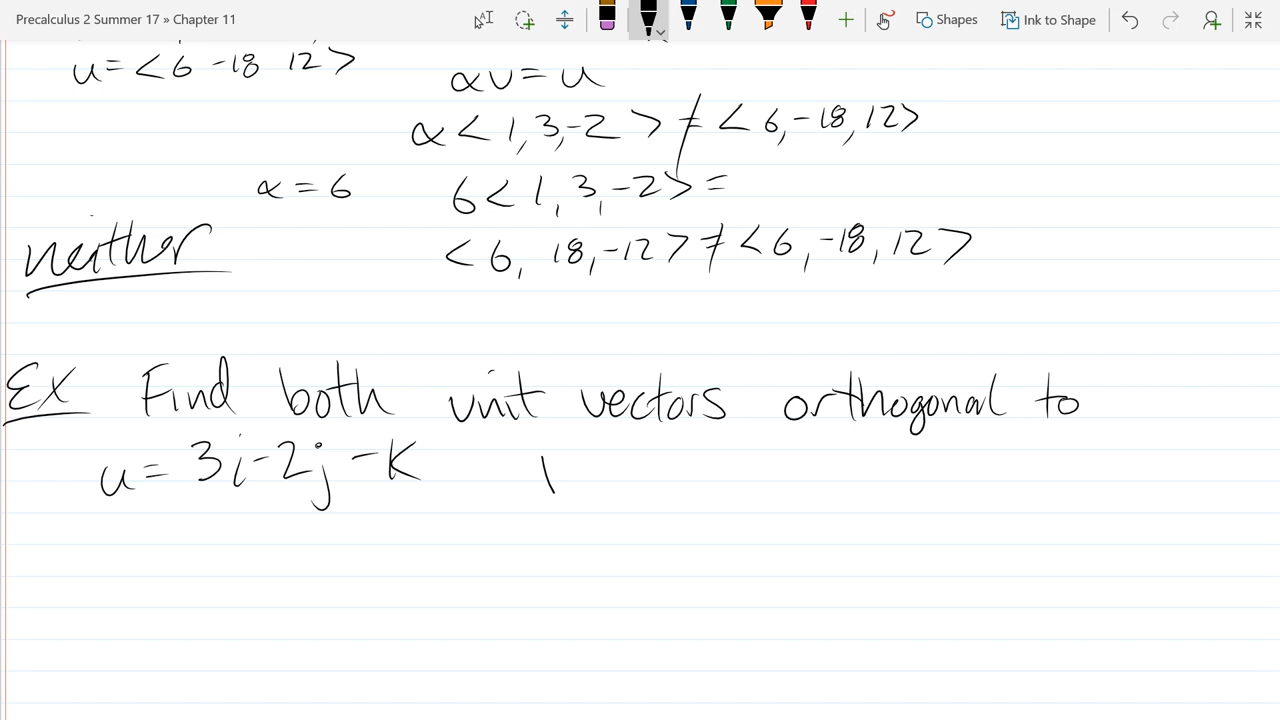 Precalculus 2 Summer 17 » Chapter 11
Shapes
Ink to Shape
u = <6 -18 12>
αv = u
α <1, 3, -2> ≠ <6, -18, 12>
α = 6
6 <1, 3, -2> =
neither
<6, 18, -12> ≠ <6, -18, 12>
Ex Find both unit vectors orthogonal to
u = 3i - 2j - k